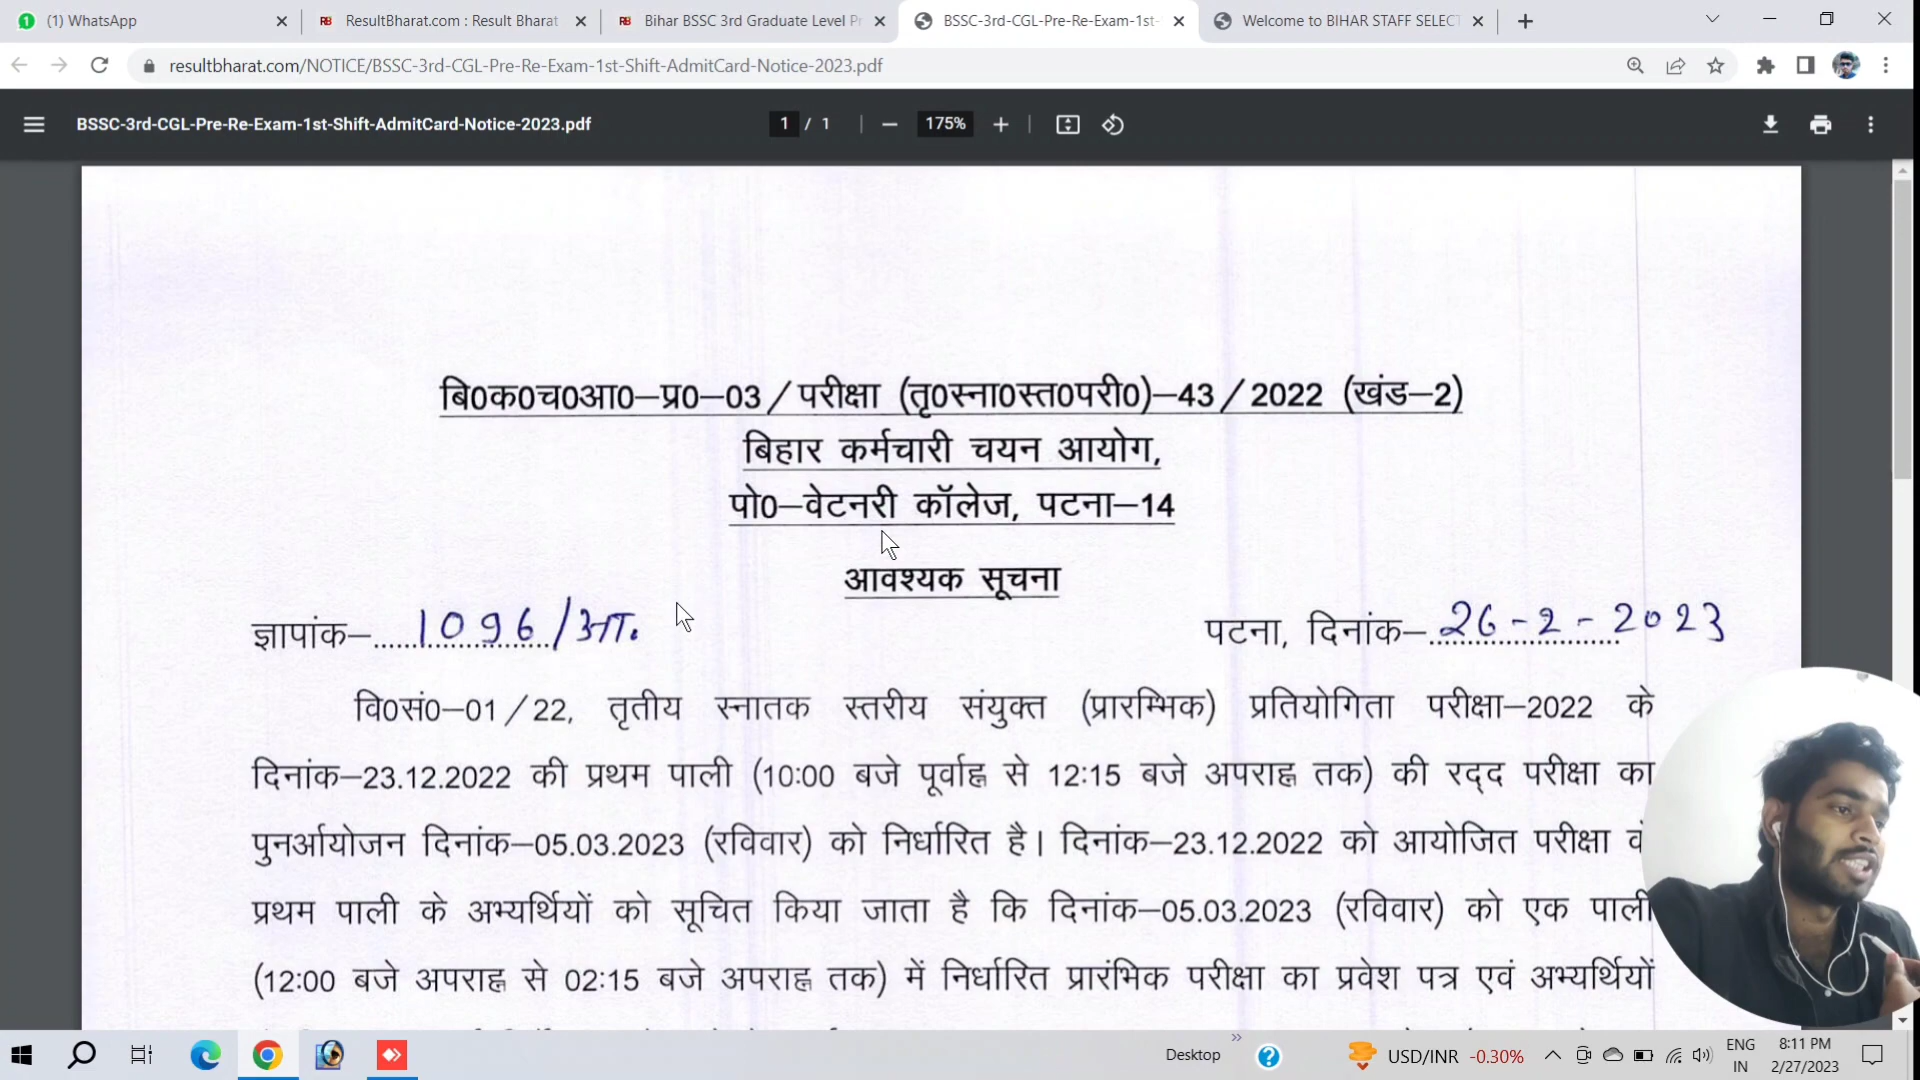 (1) WhatsApp
ResultBharat.com : Result Bharat
Bihar BSSC 3rd Graduate Level Pr
BSSC-3rd-CGL-Pre-Re-Exam-1st-
Welcome to BIHAR STAFF SELECT
resultbharat.com/NOTICE/BSSC-3rd-CGL-Pre-Re-Exam-1st-Shift-AdmitCard-Notice-2023.pdf
BSSC-3rd-CGL-Pre-Re-Exam-1st-Shift-AdmitCard-Notice-2023.pdf
1 / 1
175%
बि0क0च0आ0–प्र0–03/परीक्षा (तृ0स्ना0स्त0परी0)–43/2022 (खंड–2)
बिहार कर्मचारी चयन आयोग,
पो0–वेटनरी कॉलेज, पटना–14
आवश्यक सूचना
ज्ञापांक–.....1096/आ.
पटना, दिनांक–26-2-2023
वि0सं0–01/22, तृतीय स्नातक स्तरीय संयुक्त (प्रारम्भिक) प्रतियोगिता परीक्षा–2022 के
दिनांक–23.12.2022 की प्रथम पाली (10:00 बजे पूर्वाह्न से 12:15 बजे अपराह्न तक) की रद्द परीक्षा का
पुनर्आयोजन दिनांक–05.03.2023 (रविवार) को निर्धारित है। दिनांक–23.12.2022 को आयोजित परीक्षा
प्रथम पाली के अभ्यर्थियों को सूचित किया जाता है कि दिनांक–05.03.2023 (रविवार) को एक पाली
(12:00 बजे अपराह्न से 02:15 बजे अपराह्न तक) में निर्धारित प्रारंभिक परीक्षा का प्रवेश पत्र एवं अभ्यर्थियों
Desktop
USD/INR -0.30%
ENG
IN
8:11 PM
2/27/2023